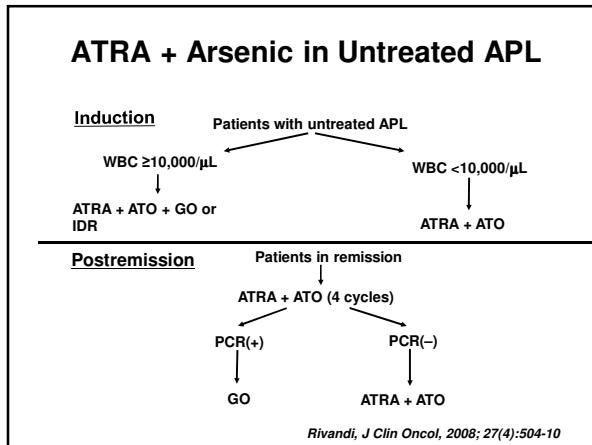 ATRA + Arsenic in Untreated APL
Induction
Patients with untreated APL
WBC ≥10,000/µL
WBC <10,000/µL
ATRA + ATO + GO or
IDR
ATRA + ATO
Postremission
Patients in remission
ATRA + ATO (4 cycles)
PCR(+)
PCR(–)
GO
ATRA + ATO
Rivandi, J Clin Oncol, 2008; 27(4):504-10